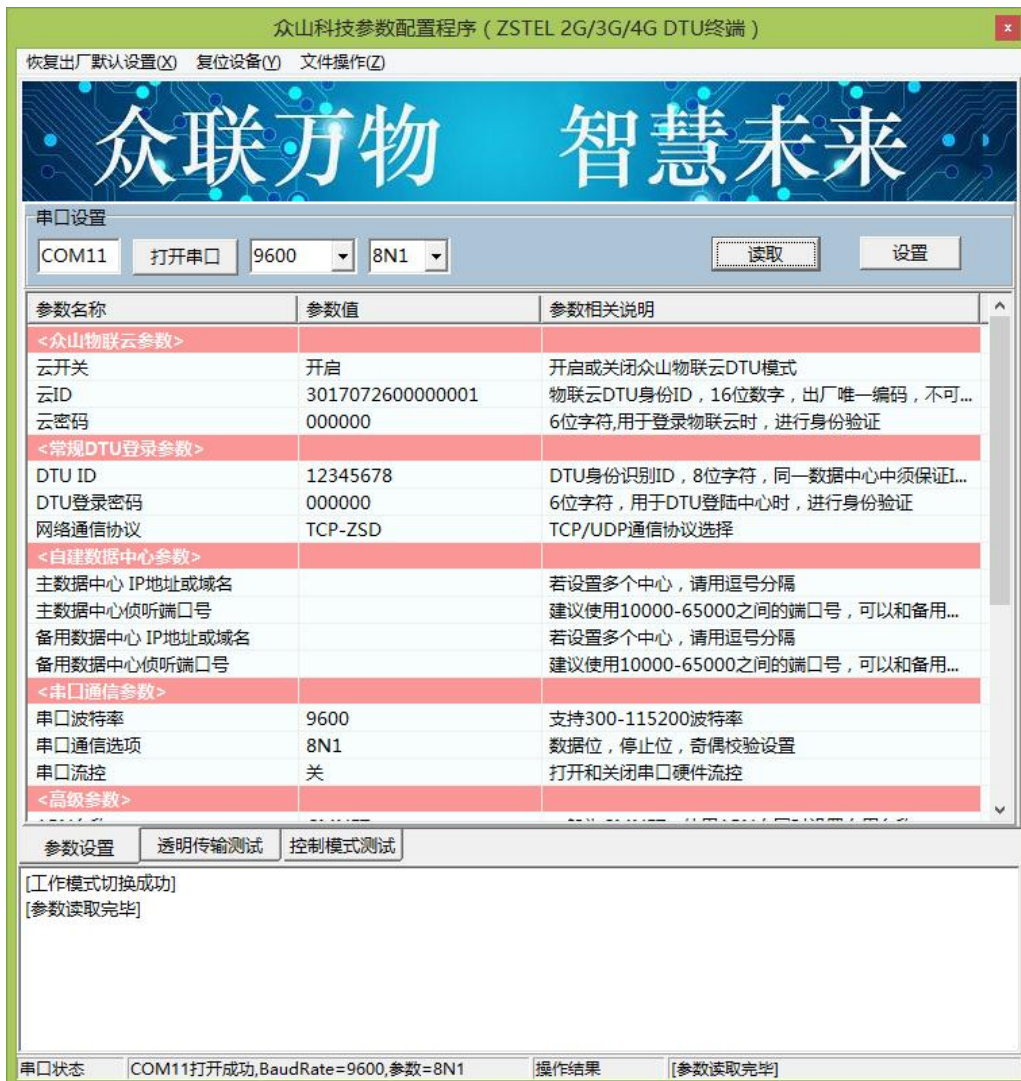 众山科技参数配置程序（ZSTEL 2G/3G/4G DTU终端）
x
恢复出厂默认设置(X) 复位设备(Y) 文件操作(Z)
众联万物 智慧未来
串口设置
COM11 打开串口 9600 8N1 读取 设置
参数名称 参数值 参数相关说明
<众山物联云参数>
云开关 开启 开启或关闭众山物联云DTU模式
云ID 3017072600000001 物联云DTU身份ID，16位数字，出厂唯一编码，不可...
云密码 000000 6位字符,用于登录物联云时，进行身份验证
<常规DTU登录参数>
DTU ID 12345678 DTU身份识别ID，8位字符，同一数据中心中须保证I...
DTU登录密码 000000 6位字符，用于DTU登陆中心时，进行身份验证
网络通信协议 TCP-ZSD TCP/UDP通信协议选择
<自建数据中心参数>
主数据中心 IP地址或域名 若设置多个中心，请用逗号分隔
主数据中心侦听端口号 建议使用10000-65000之间的端口号，可以和备用...
备用数据中心 IP地址或域名 若设置多个中心，请用逗号分隔
备用数据中心侦听端口号 建议使用10000-65000之间的端口号，可以和备用...
<串口通信参数>
串口波特率 9600 支持300-115200波特率
串口通信选项 8N1 数据位，停止位，奇偶校验设置
串口流控 关 打开和关闭串口硬件流控
<高级参数>
参数设置 透明传输测试 控制模式测试
[工作模式切换成功]
[参数读取完毕]
串口状态 COM11打开成功,BaudRate=9600,参数=8N1 操作结果 [参数读取完毕]